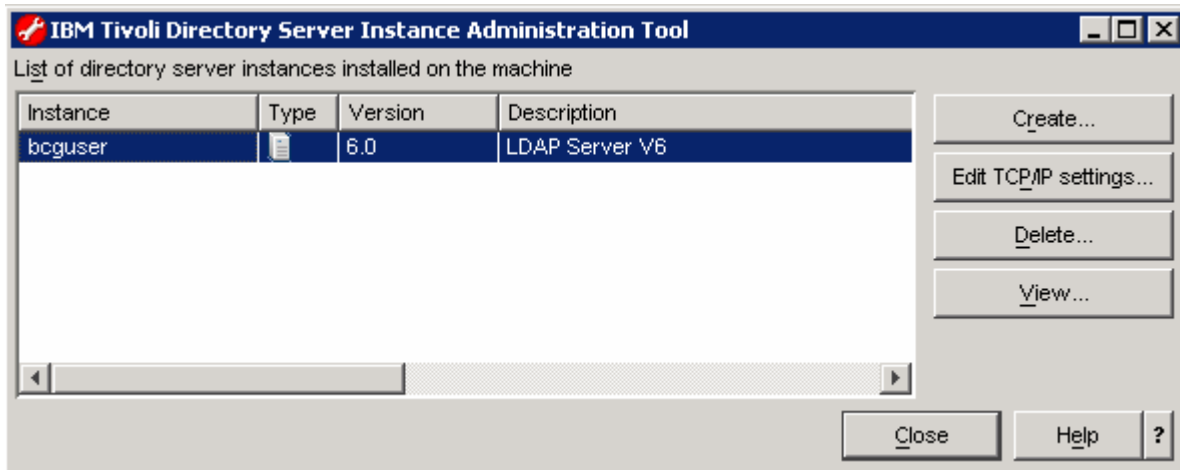 IBM Tivoli Directory Server Instance Administration Tool
List of directory server instances installed on the machine
Instance Type Version Description
bcguser 6.0 LDAP Server V6
Create...
Edit TCP/IP settings...
Delete...
View...
Close Help ?